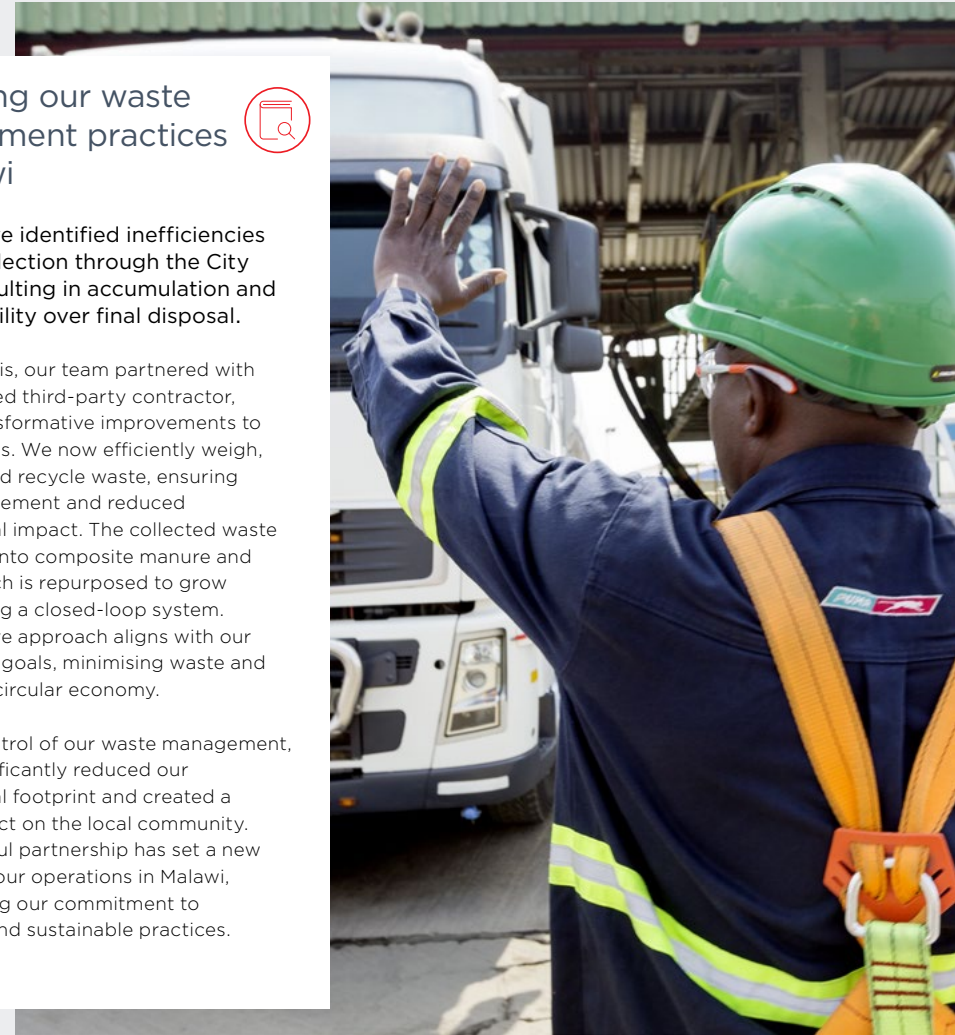 ng our waste
ment practices
wi
e identified inefficiencies
lection through the City
ulting in accumulation and
ility over final disposal.
is, our team partnered with
ed third-party contractor,
sformative improvements to
s. We now efficiently weigh,
d recycle waste, ensuring
ement and reduced
l impact. The collected waste
nto composite manure and
ch is repurposed to grow
g a closed-loop system.
e approach aligns with our
goals, minimising waste and
circular economy.
trol of our waste management,
ificantly reduced our
l footprint and created a
ct on the local community.
ul partnership has set a new
our operations in Malawi,
g our commitment to
nd sustainable practices.
PUMA